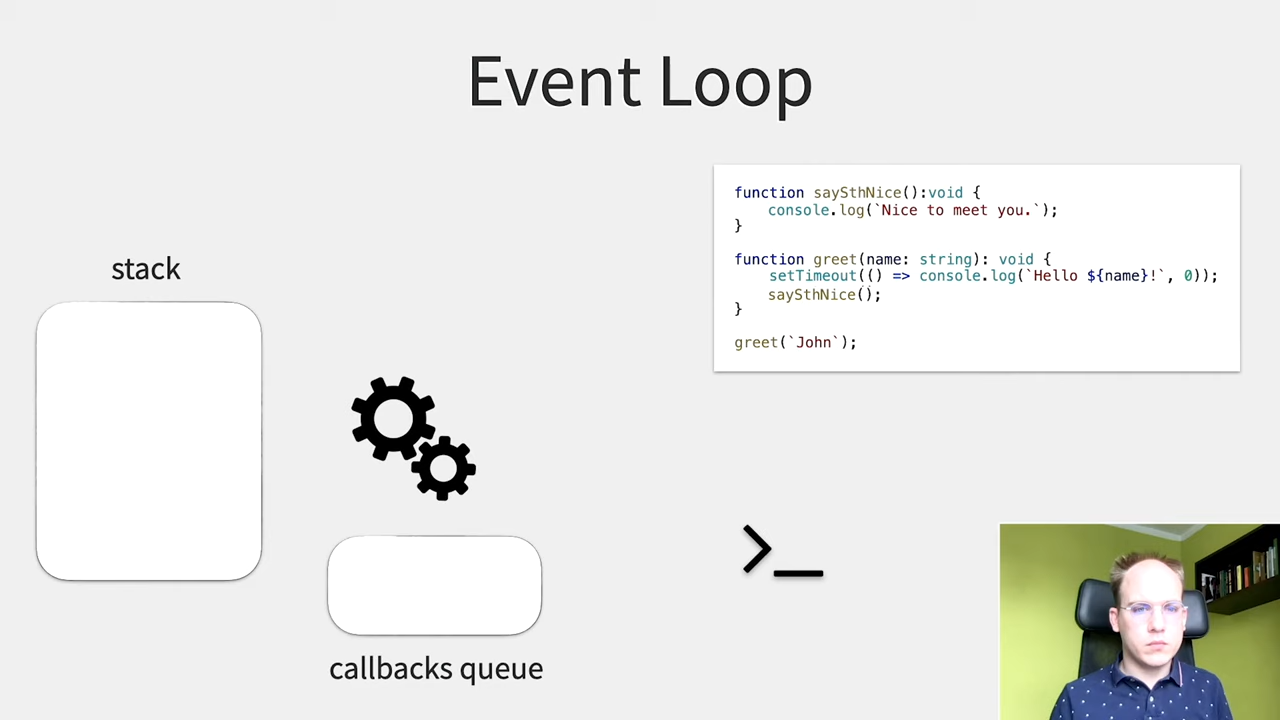 Event Loop
function saySthNice():void {
console.log(`Nice to meet you.`);
}
function greet(name: string): void {
setTimeout(() => console.log(`Hello ${name}!`, 0));
saySthNice();
}
greet(`John`);
stack
>_
callbacks queue